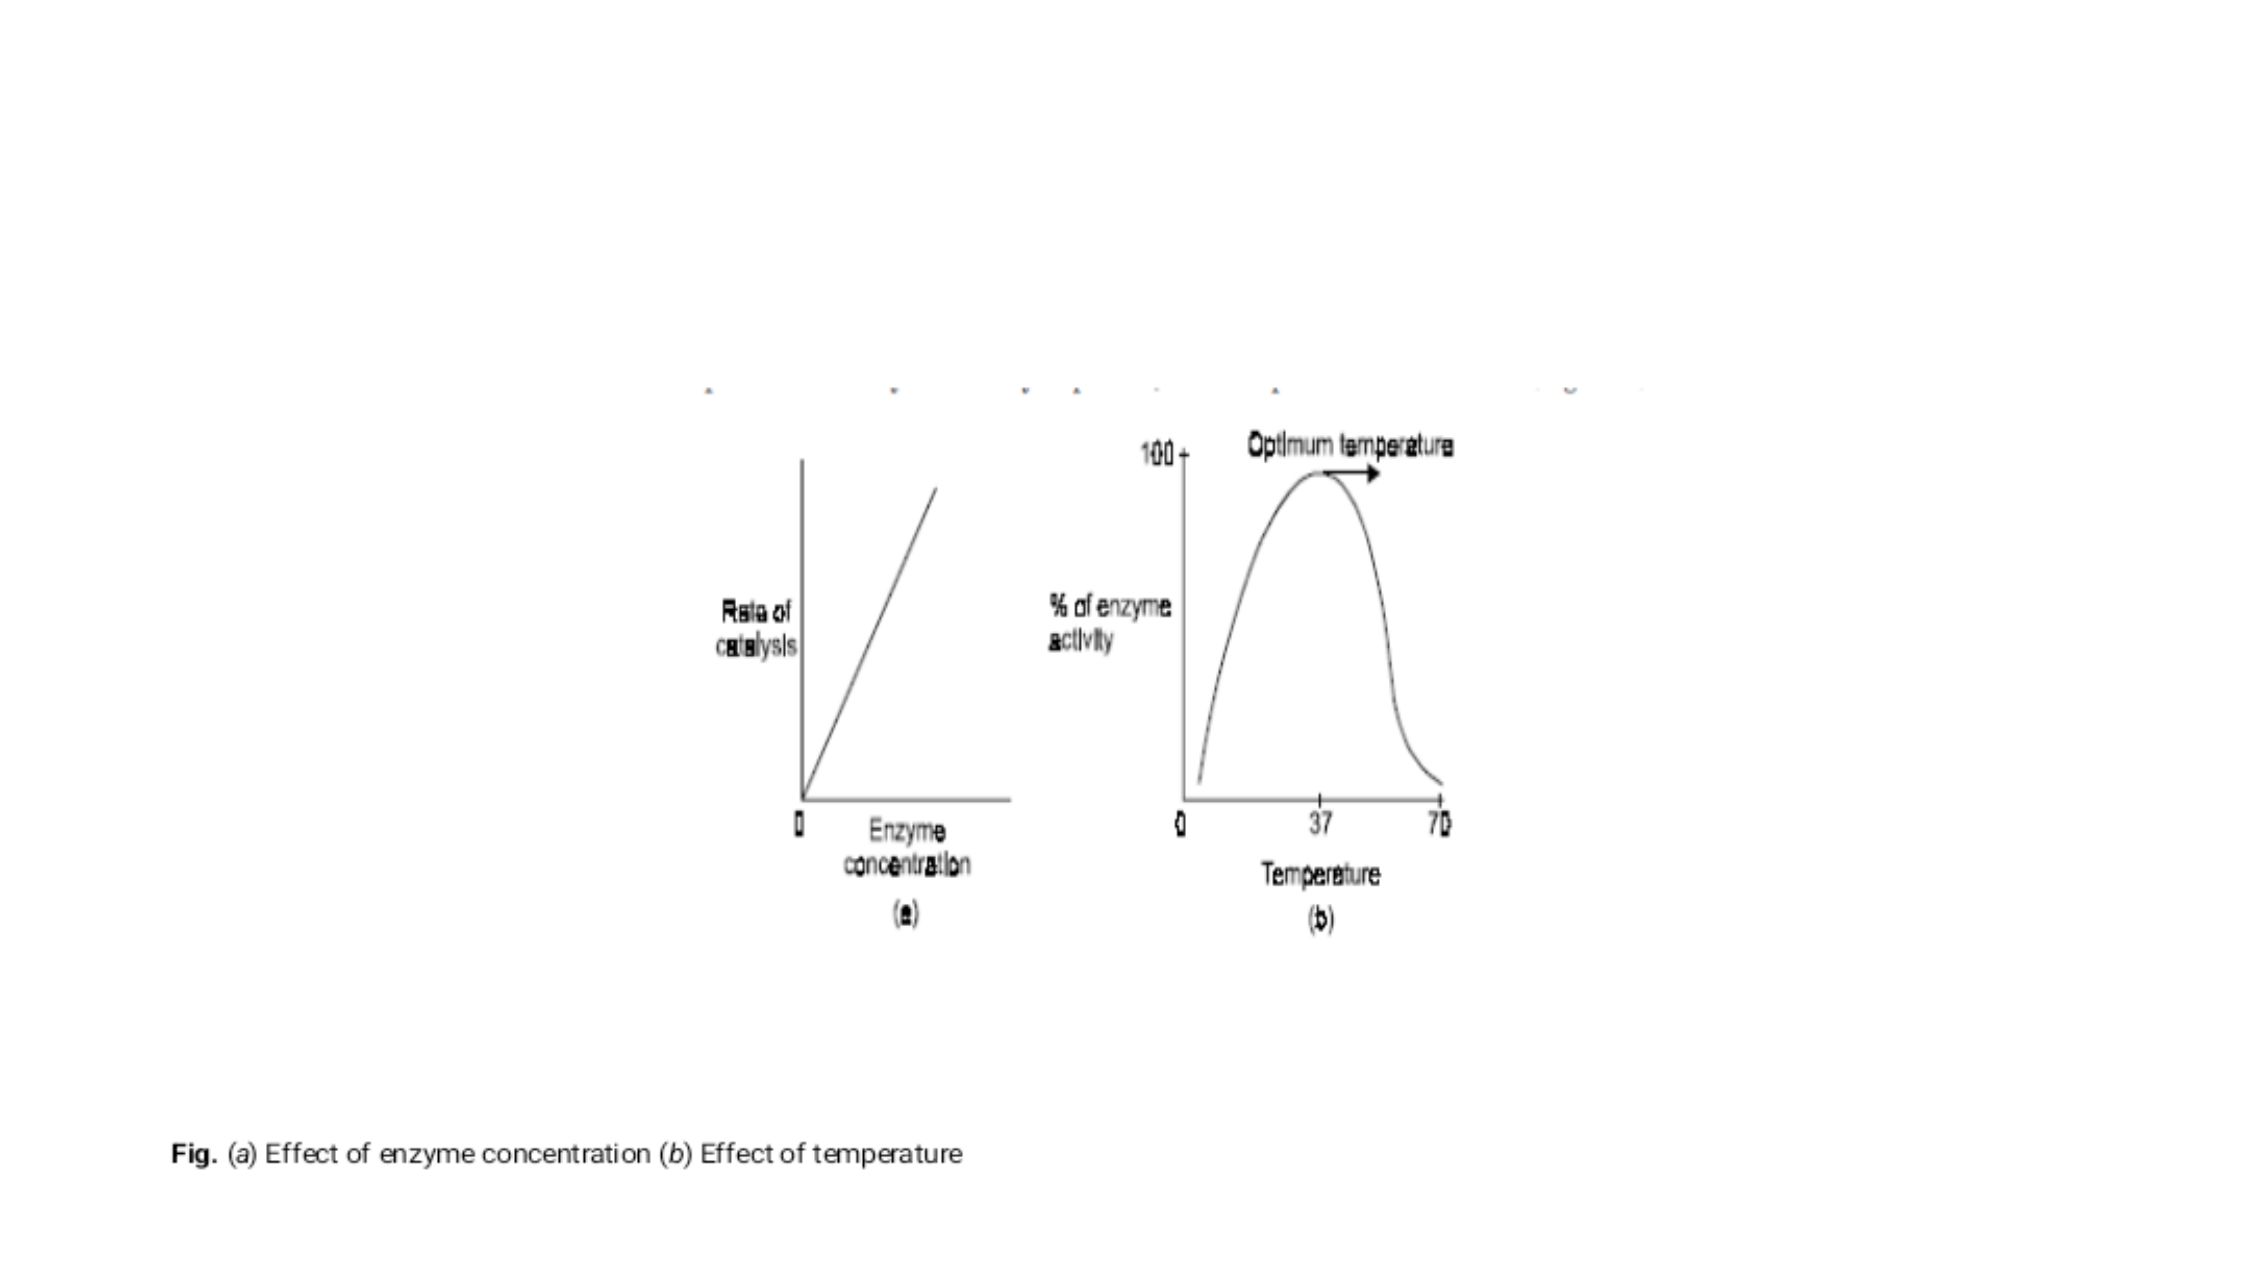 100
Optimum temperature
Rate of
catalysis
% of enzyme
activity
0
Enzyme
concentration
(a)
0
37
70
Temperature
(b)
Fig. (a) Effect of enzyme concentration (b) Effect of temperature